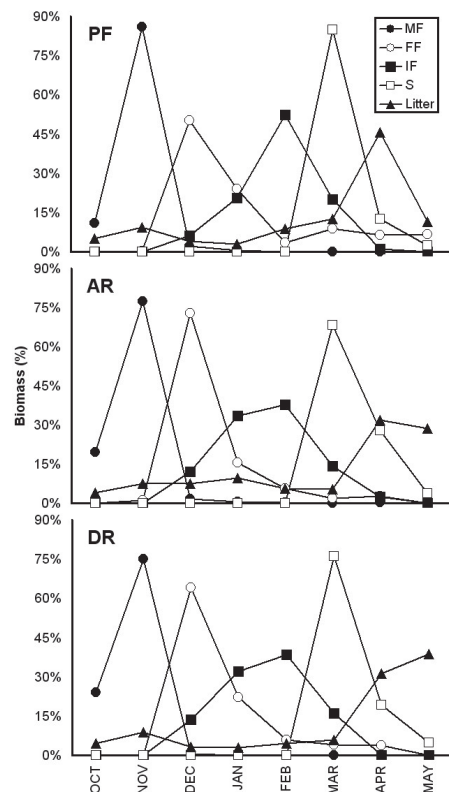 90%
75%
60%
45%
30%
15%
0%
PF
MF
FF
IF
S
Litter
90%
75%
60%
45%
30%
15%
0%
AR
Biomass (%)
90%
75%
60%
45%
30%
15%
0%
DR
OCT
NOV
DEC
JAN
FEB
MAR
APR
MAY